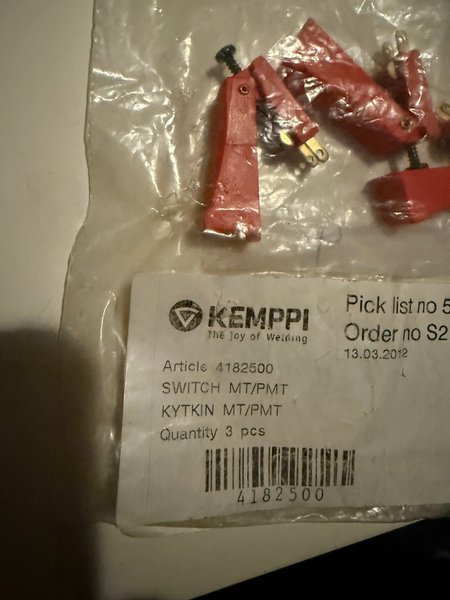 KEMPPI
The Joy of Welding
Pick list no 5
Order no S2
13.03.2012
Article 4182500
SWITCH MT/PMT
KYTKIN MT/PMT
Quantity 3 pcs
4182500